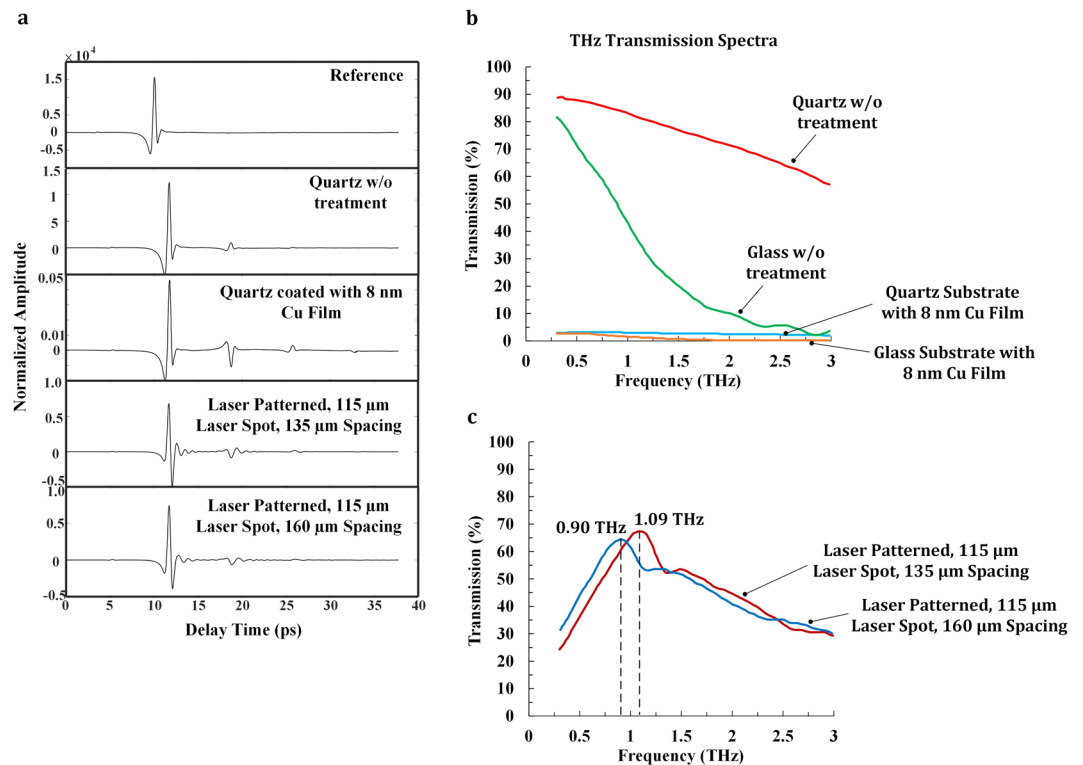 a
×10⁴
Reference
1.5
0.5
0
-0.5
Quartz w/o
treatment
1.5
1
0
0
Quartz coated with 8 nm
Cu Film
0.05
0.01
0
Laser Patterned, 115 μm
Laser Spot, 135 μm Spacing
1.0
0
-0.5
Laser Patterned, 115 μm
Laser Spot, 160 μm Spacing
1.0
0
-0.5
0 5 10 15 20 25 30 35 40
Delay Time (ps)
Normalized Amplitude
b
THz Transmission Spectra
100
90
80
70
60
50
40
30
20
10
0
Transmission (%)
0 0.5 1 1.5 2 2.5 3
Frequency (THz)
Quartz w/o
treatment
Glass w/o
treatment
Quartz Substrate
with 8 nm Cu Film
Glass Substrate with
8 nm Cu Film
c
100
90
80
70
60
50
40
30
20
10
0
Transmission (%)
0.90 THz
1.09 THz
Laser Patterned, 115 μm
Laser Spot, 135 μm Spacing
Laser Patterned, 115 μm
Laser Spot, 160 μm Spacing
0 0.5 1 1.5 2 2.5 3
Frequency (THz)